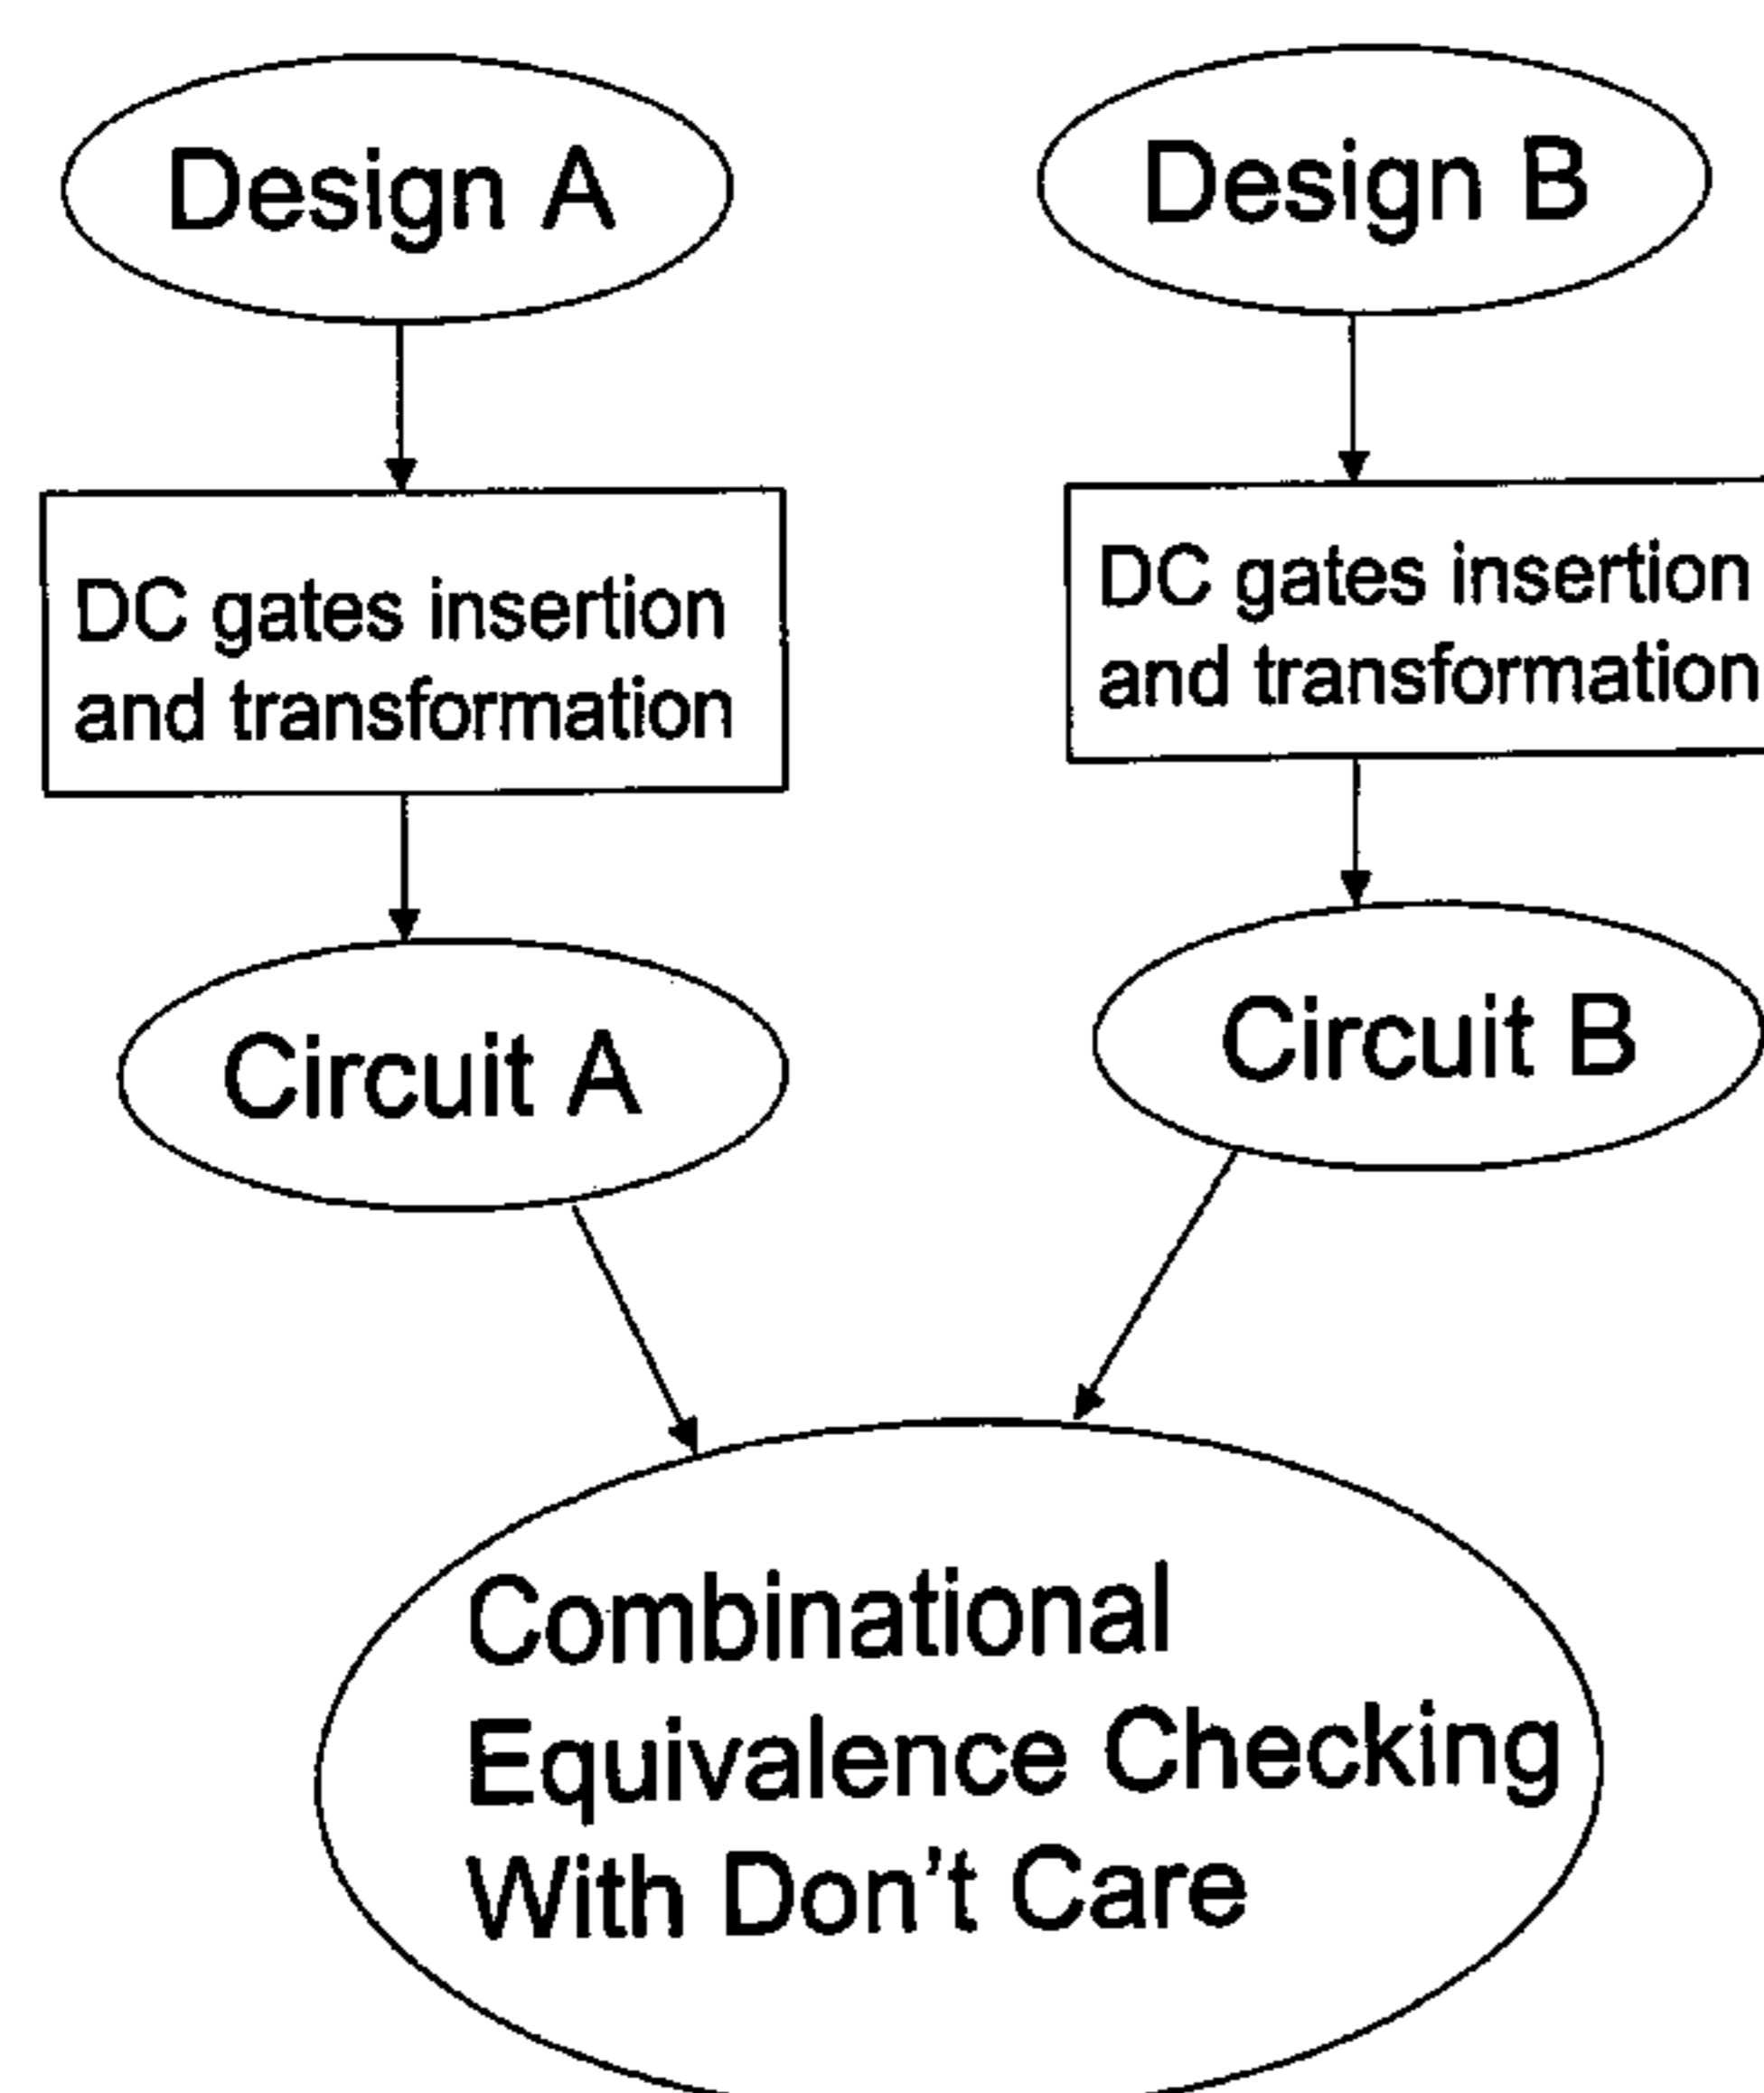 Design A
Design B
DC gates insertion
and transformation
DC gates insertion
and transformation
Circuit A
Circuit B
Combinational
Equivalence Checking
With Don't Care